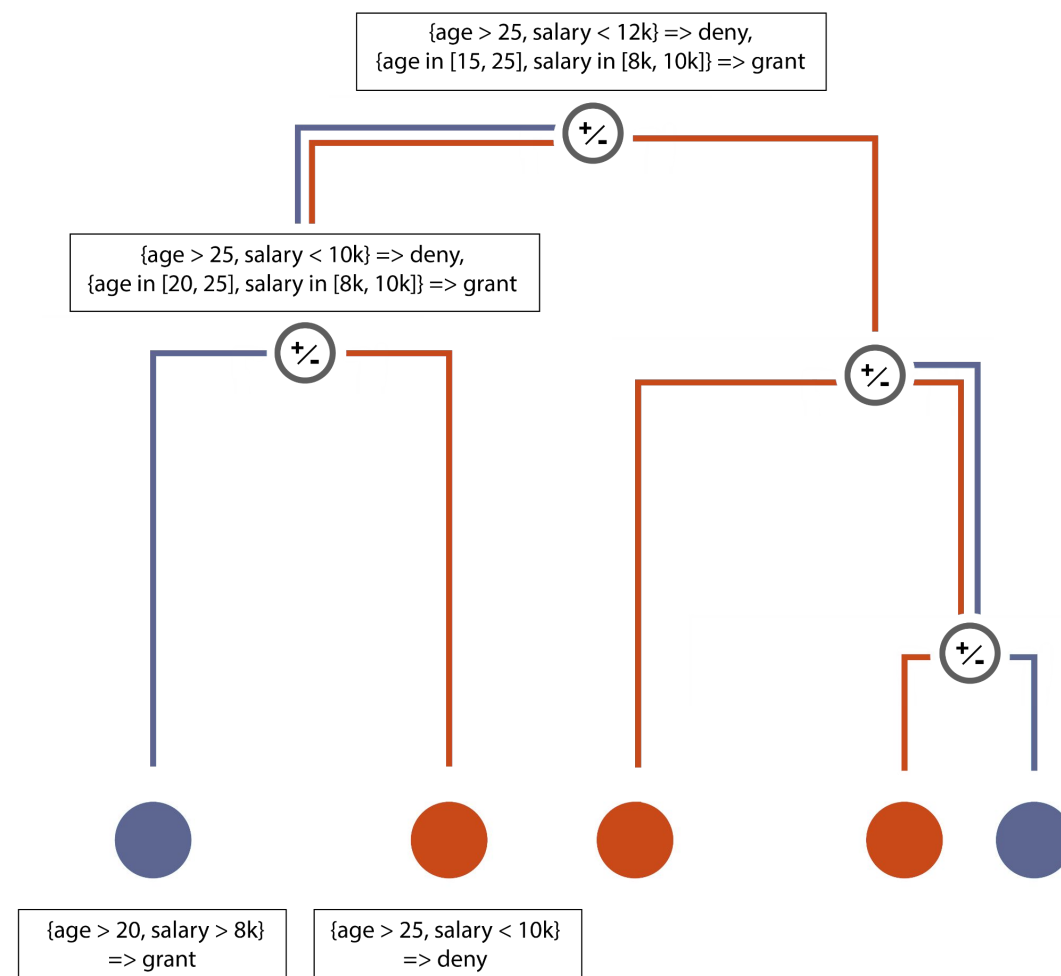 {age > 25, salary < 12k} => deny,
{age in [15, 25], salary in [8k, 10k]} => grant
+/-
{age > 25, salary < 10k} => deny,
{age in [20, 25], salary in [8k, 10k]} => grant
+/-
+/-
+/-
{age > 20, salary > 8k}
=> grant
{age > 25, salary < 10k}
=> deny